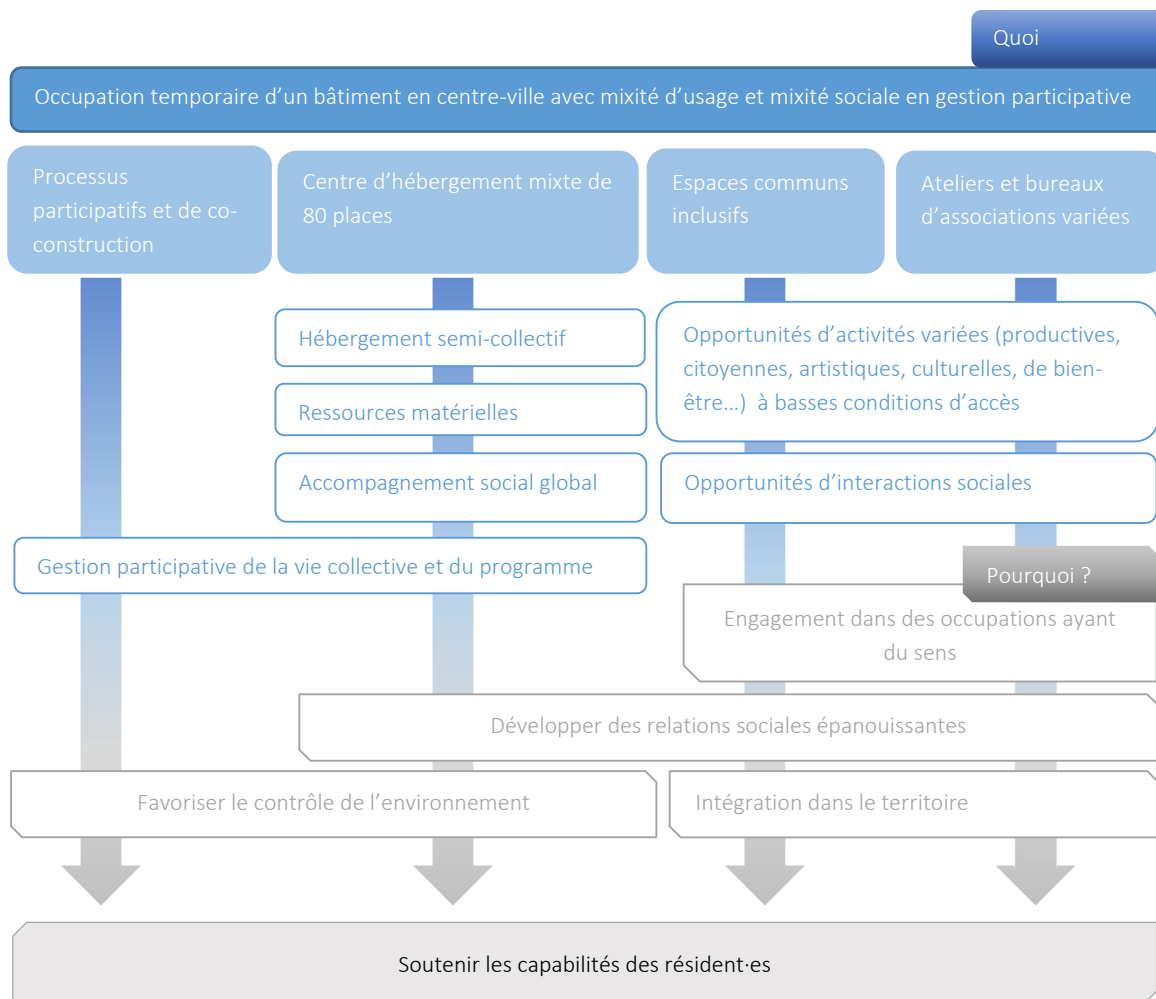 Quoi
Occupation temporaire d’un bâtiment en centre-ville avec mixité d’usage et mixité sociale en gestion participative
Processus
participatifs et de co-
construction
Centre d’hébergement mixte de
80 places
Espaces communs
inclusifs
Ateliers et bureaux
d’associations variées
Hébergement semi-collectif
Ressources matérielles
Accompagnement social global
Opportunités d’activités variées (productives,
citoyennes, artistiques, culturelles, de bien-
être…) à basses conditions d’accès
Opportunités d’interactions sociales
Gestion participative de la vie collective et du programme
Pourquoi ?
Engagement dans des occupations ayant
du sens
Développer des relations sociales épanouissantes
Favoriser le contrôle de l’environnement
Intégration dans le territoire
Soutenir les capabilités des résident·es